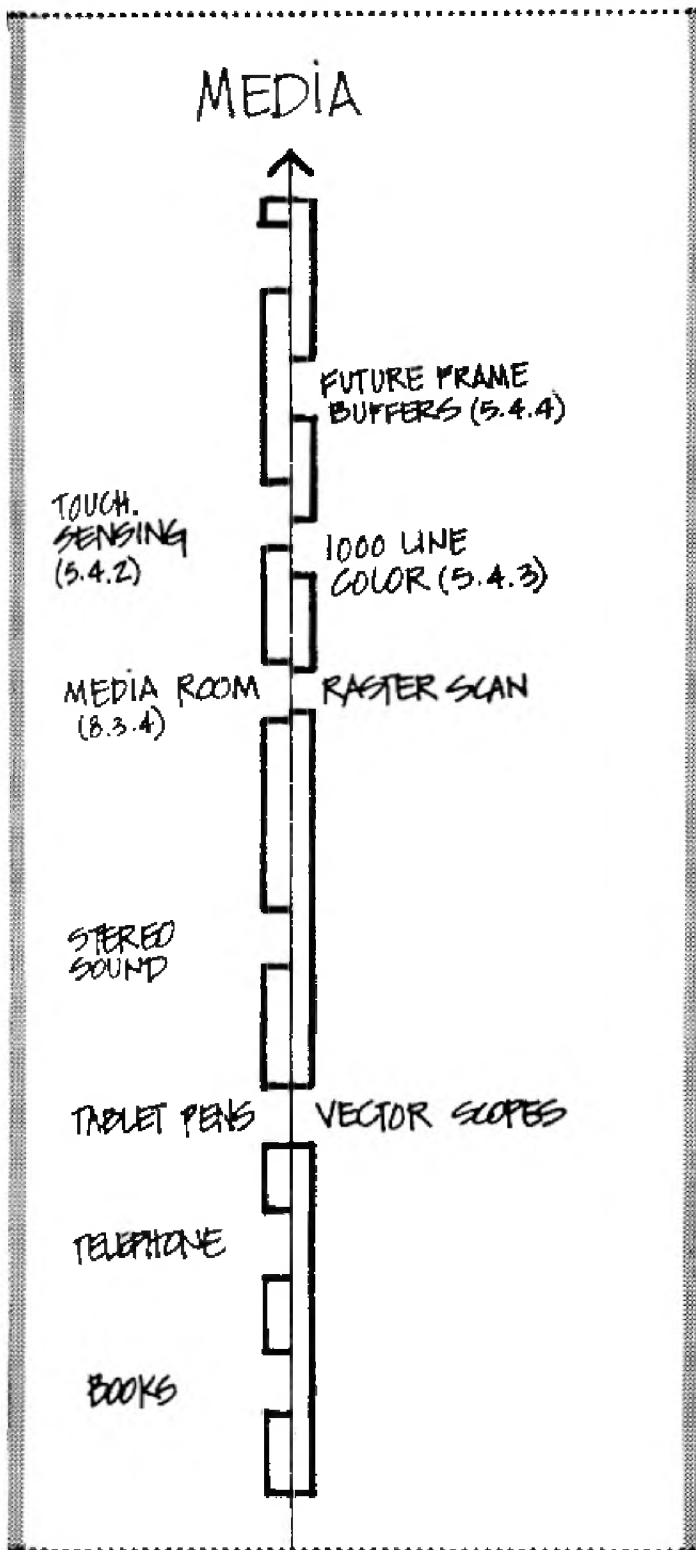 MEDIA
FUTURE FRAME
BUFFERS (5.4.4)
TOUCH.
SENSING
(5.4.2)
1000 LINE
COLOR (5.4.3)
MEDIA ROOM
(8.3.4)
RASTER SCAN
STEREO
SOUND
TABLET PENS
VECTOR SCOPES
TELEPHONE
BOOKS